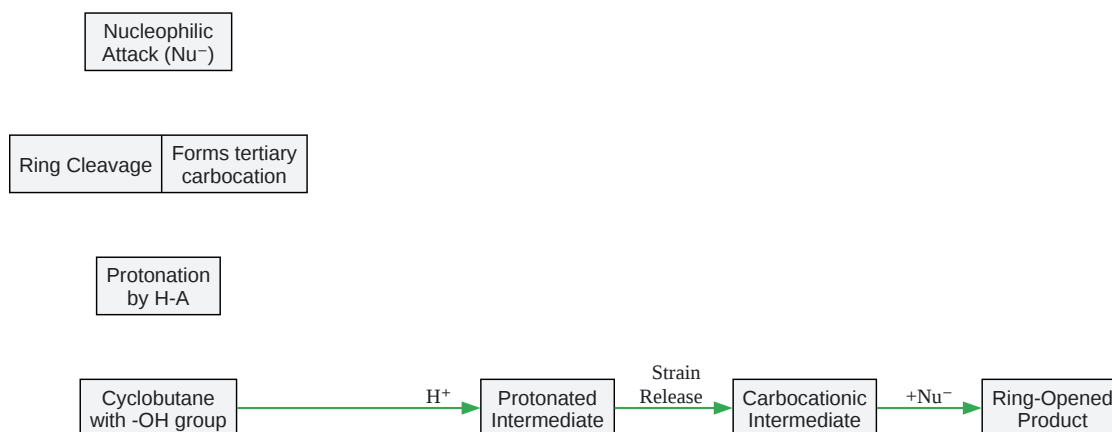 Nucleophilic
Attack (Nu⁻)
Ring Cleavage
Forms tertiary
carbocation
Protonation
by H-A
Cyclobutane
with -OH group
H⁺
Protonated
Intermediate
Strain
Release
Carbocationic
Intermediate
+Nu⁻
Ring-Opened
Product